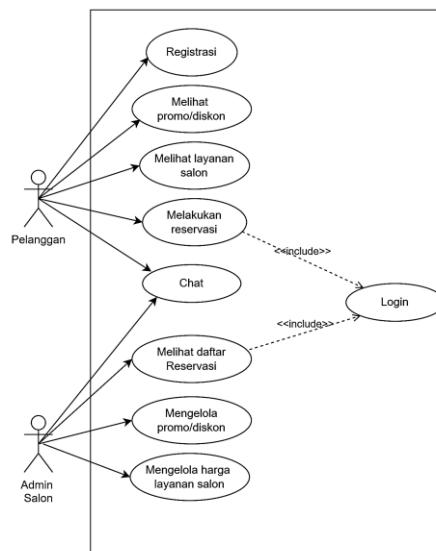 Registrasi
Melihat
promo/diskon
Melihat layanan
salon
Melakukan
reservasi
Pelanggan
<<include>>
Chat
Login
<<include>>
Melihat daftar
Reservasi
Mengelola
promo/diskon
Mengelola harga
layanan salon
Admin
Salon